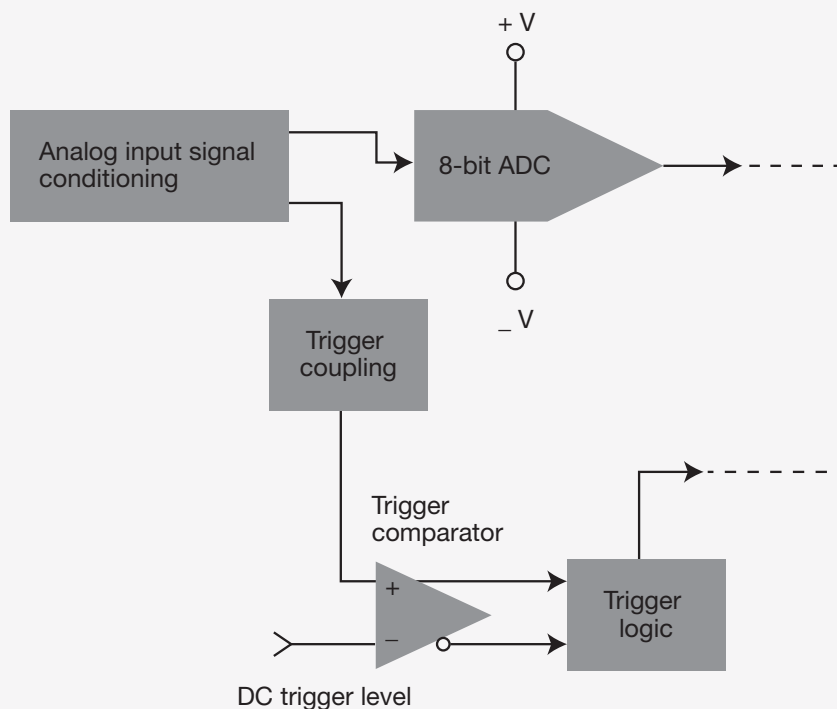 + V
Analog input signal
conditioning
8-bit ADC
_ V
Trigger
coupling
Trigger
comparator
+
–
Trigger
logic
DC trigger level